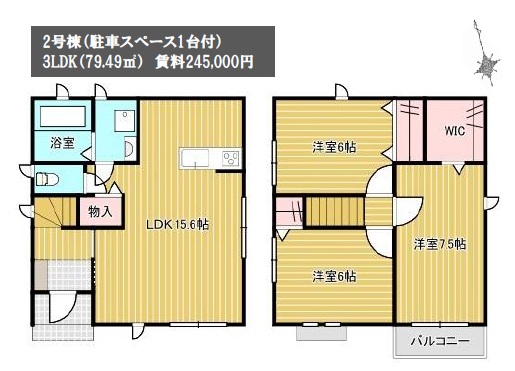 2号棟(駐車スペース1台付)
3LDK(79.49㎡) 賃料245,000円
浴室
物入
LDK15.6帖
洋室6帖
WIC
洋室7.5帖
洋室6帖
バルコニー